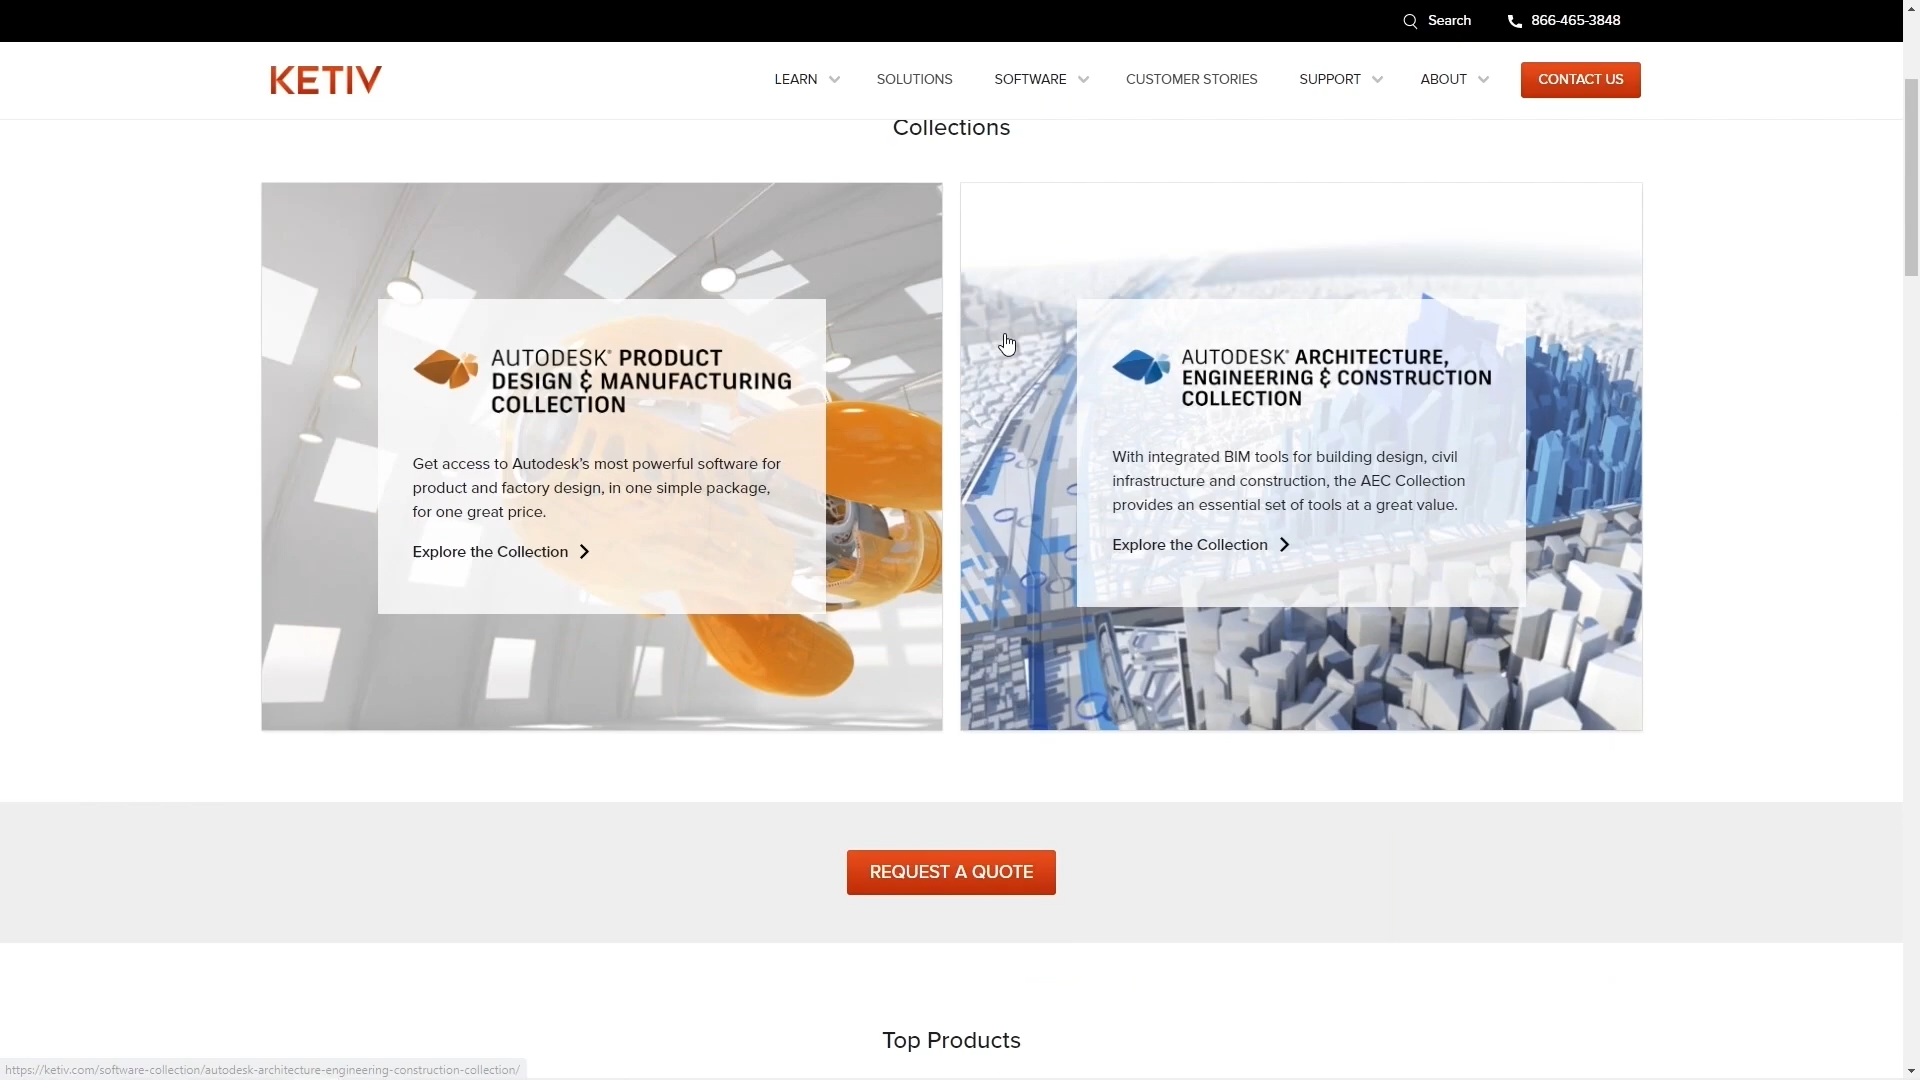 Search
866-465-3848
KETIV
LEARN
SOLUTIONS
SOFTWARE
CUSTOMER STORIES
SUPPORT
ABOUT
CONTACT US
Collections
AUTODESK® PRODUCT
DESIGN & MANUFACTURING
COLLECTION
Get access to Autodesk’s most powerful software for
product and factory design, in one simple package,
for one great price.
Explore the Collection
AUTODESK® ARCHITECTURE,
ENGINEERING & CONSTRUCTION
COLLECTION
With integrated BIM tools for building design, civil
infrastructure and construction, the AEC Collection
provides an essential set of tools at a great value.
Explore the Collection
REQUEST A QUOTE
Top Products
https://ketiv.com/software-collection/autodesk-architecture-engineering-construction-collection/